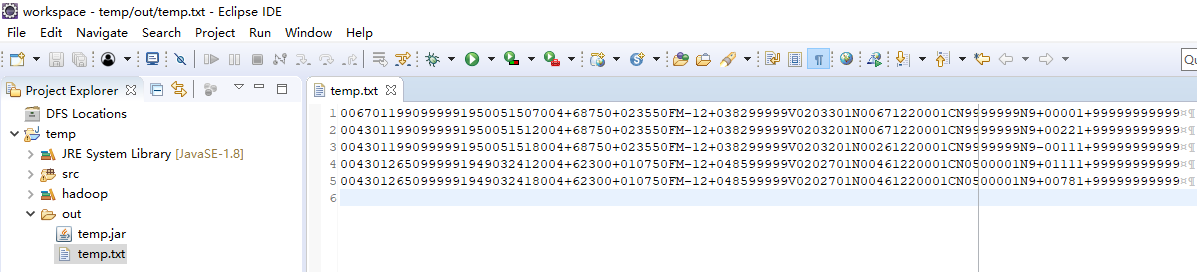 workspace - temp/out/temp.txt - Eclipse IDE
File Edit Navigate Search Project Run Window Help
Qu
Project Explorer
temp.txt
DFS Locations
temp
JRE System Library [JavaSE-1.8]
src
hadoop
out
temp.jar
temp.txt
1 0067011990999991950051507004+68750+023550FM-12+038299999V0203301N00671220001CN9999999N9+00001+99999999999¤¶
2 0043011990999991950051512004+68750+023550FM-12+038299999V0203201N00671220001CN9999999N9+00221+99999999999¤¶
3 0043011990999991950051518004+68750+023550FM-12+038299999V0203201N00261220001CN9999999N9-00111+99999999999¤¶
4 0043012650999991949032412004+62300+010750FM-12+048599999V0202701N00461220001CN0500001N9+01111+99999999999¤¶
5 0043012650999991949032418004+62300+010750FM-12+048599999V0202701N00461220001CN0500001N9+00781+99999999999¤¶
6